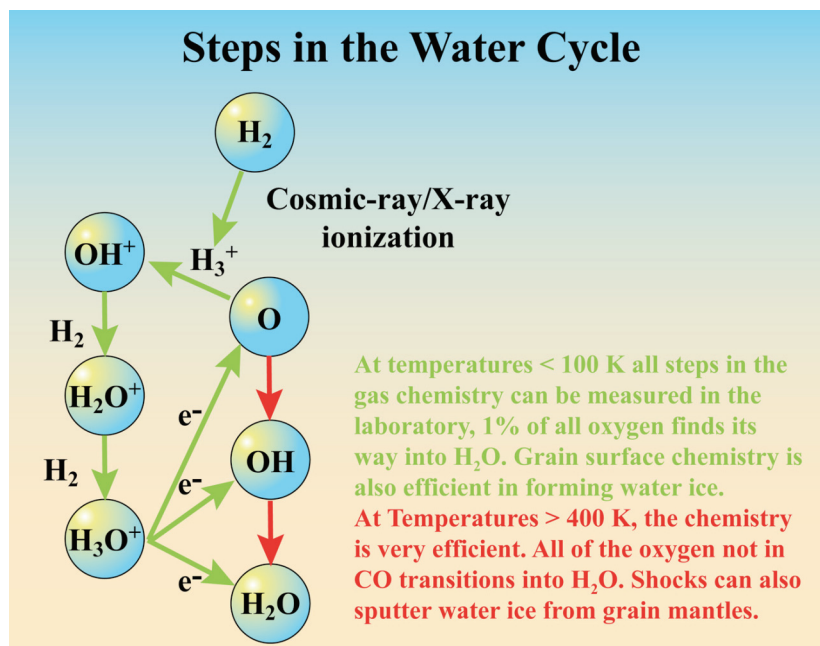 Steps in the Water Cycle
H₂
Cosmic-ray/X-ray
ionization
H₃⁺
OH⁺
O
H₂
H₂O⁺
e-
H₂
OH
e-
H₃O⁺
e-
H₂O
At temperatures < 100 K all steps in the
gas chemistry can be measured in the
laboratory, 1% of all oxygen finds its
way into H₂O. Grain surface chemistry is
also efficient in forming water ice.
At Temperatures > 400 K, the chemistry
is very efficient. All of the oxygen not in
CO transitions into H₂O. Shocks can also
sputter water ice from grain mantles.